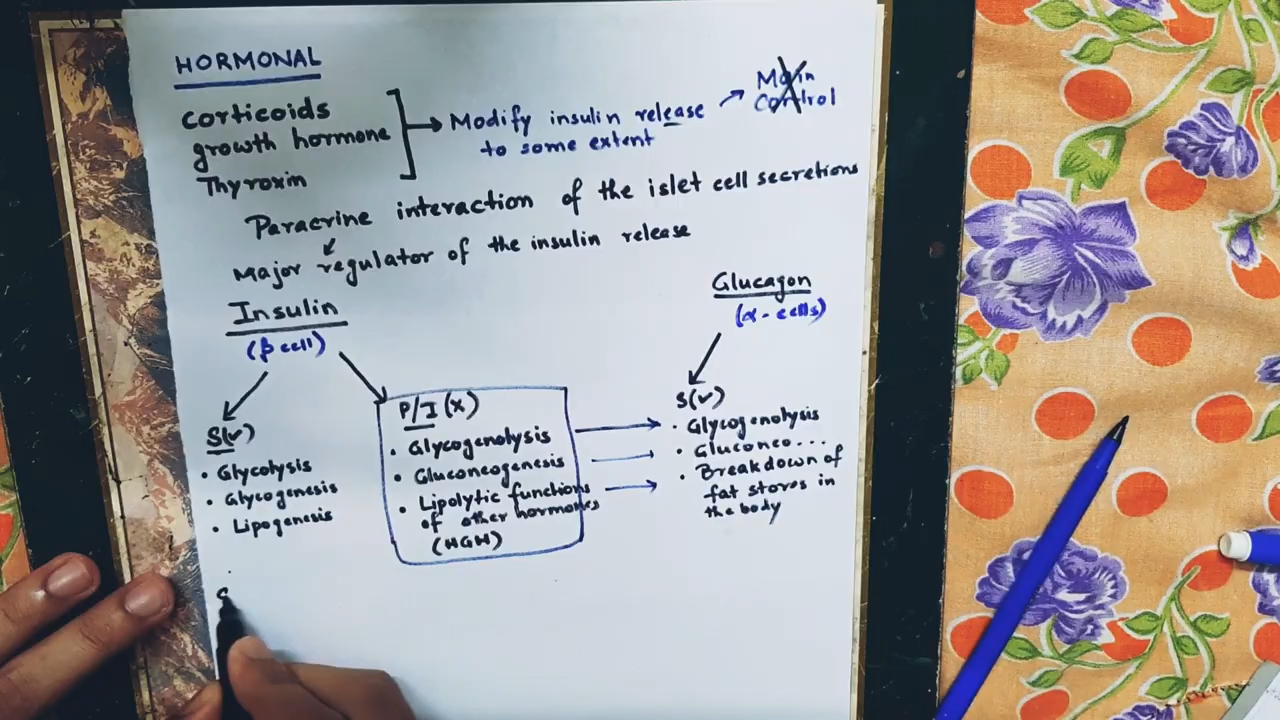 HORMONAL
Corticoids
growth hormone
Thyroxin
Modify insulin release
to some extent
Main
Control
Paracrine interaction of the islet cell secretions
Major regulator of the insulin release
Insulin
(β cell)
S(✓)
• Glycolysis
• Glycogenesis
• Lipogenesis
P/I (X)
• Glycogenolysis
• Gluconeogenesis
• Lipolytic functions
of other hormones
(HGH)
Glucagon
(α-cells)
S(✓)
• Glycogenolysis
• Gluconeo...
• Breakdown of
fat stores in
the body